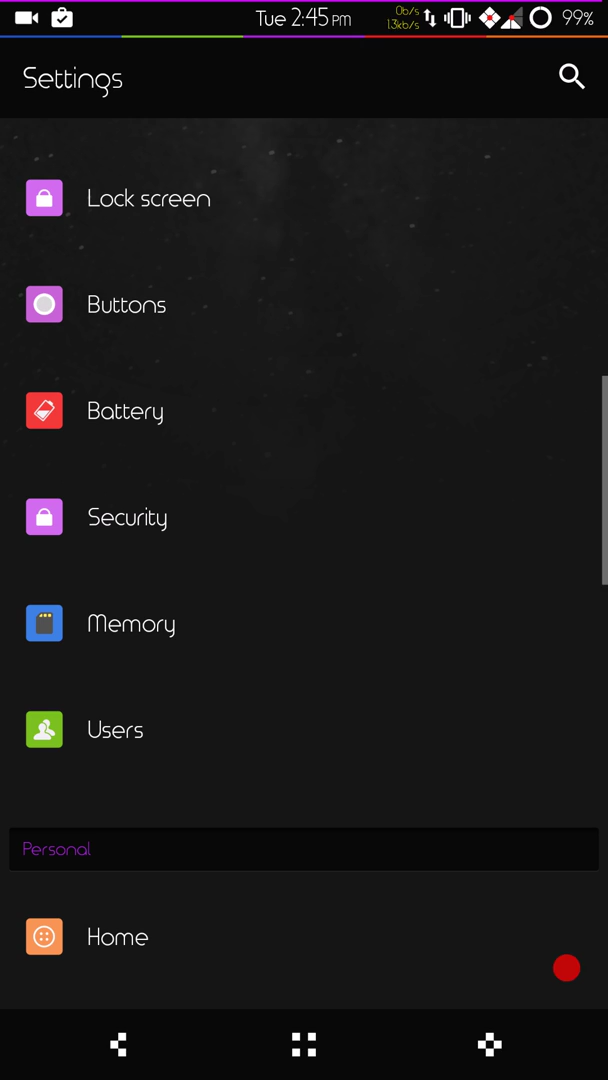 Tue 2:45 PM
0b/s
1.3kb/s
99%
Settings
Lock screen
Buttons
Battery
Security
Memory
Users
Personal
Home